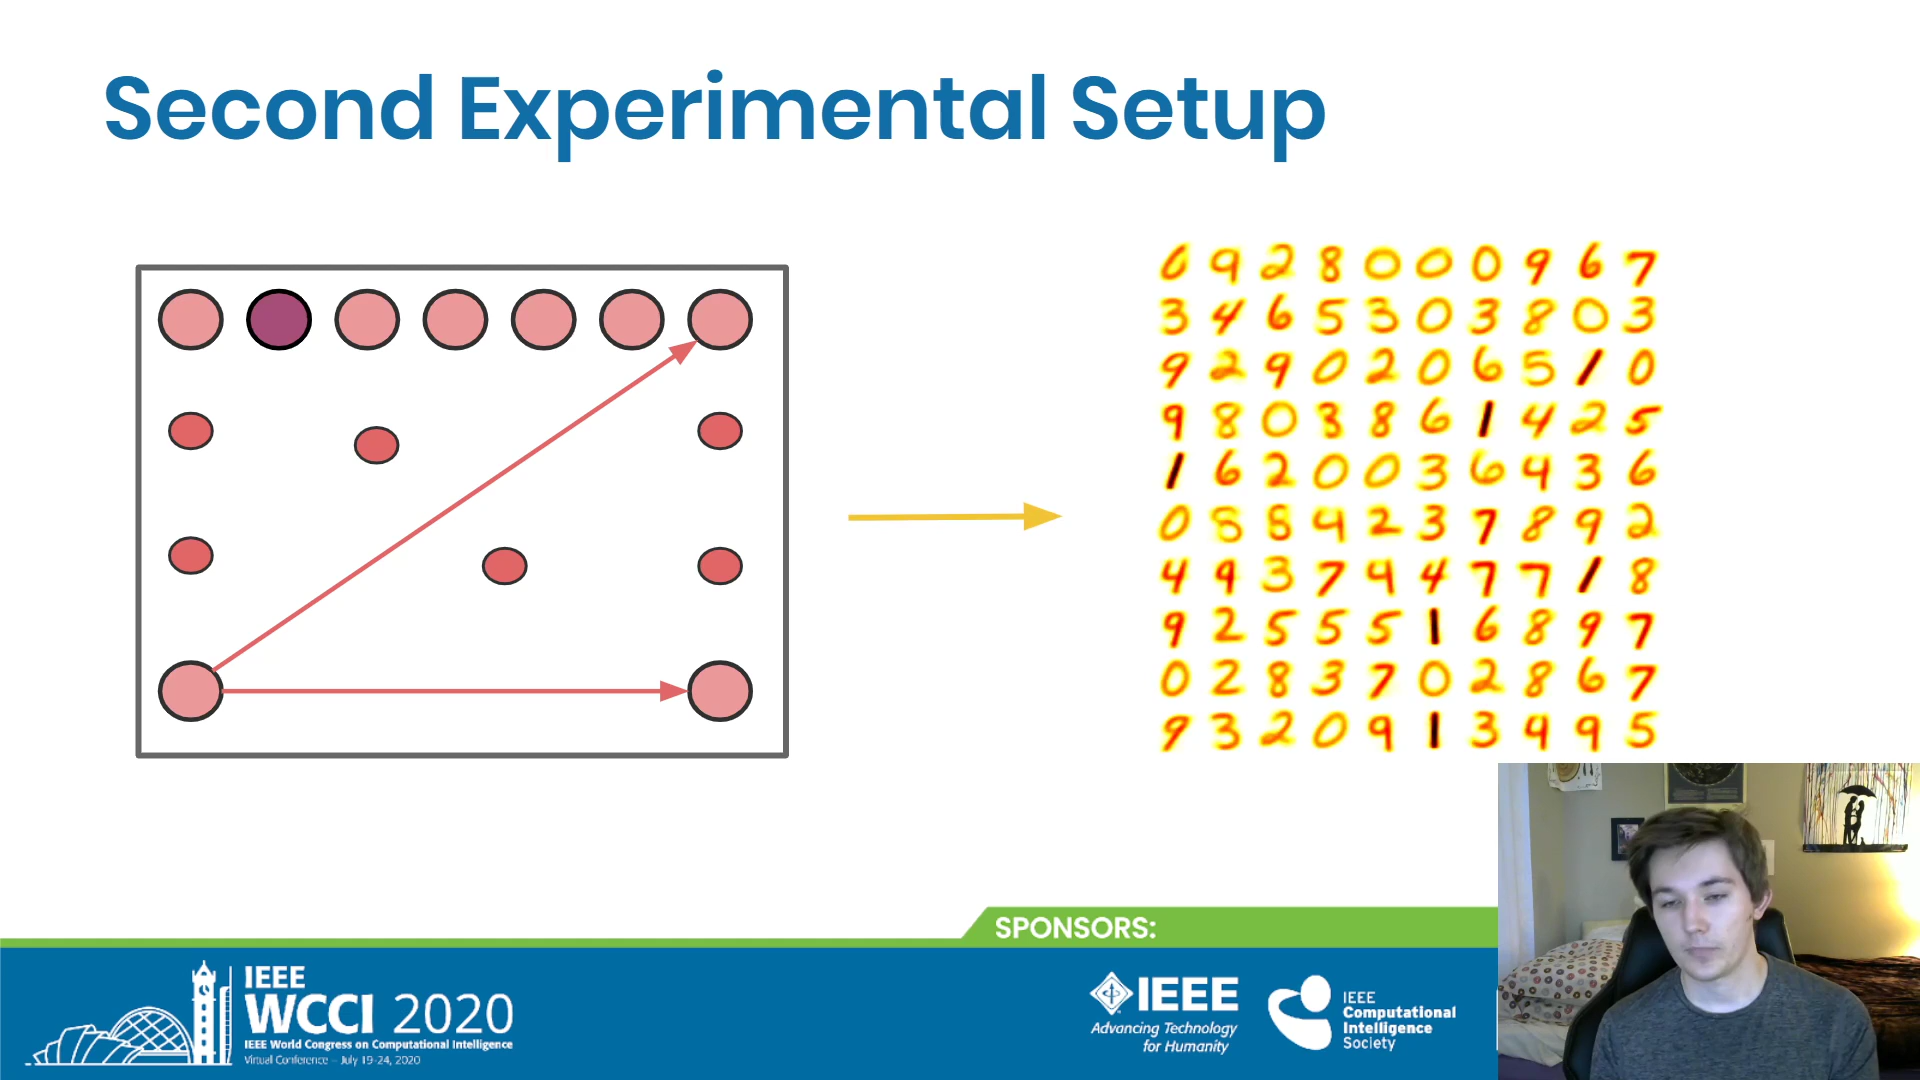 Second Experimental Setup
6 9 2 8 0 0 0 9 6 7
3 4 6 5 3 0 3 8 0 3
9 2 9 0 2 0 6 5 1 0
9 8 0 3 8 6 1 4 2 5
1 6 2 0 0 3 6 4 3 6
0 5 8 4 2 3 7 8 9 2
4 9 3 7 9 4 7 7 1 8
9 2 5 5 5 1 6 8 9 7
0 2 8 3 7 0 2 8 6 7
9 3 2 0 9 1 3 4 9 5
SPONSORS:
IEEE
WCCI 2020
IEEE World Congress on Computational Intelligence
Virtual Conference – July 19-24, 2020
IEEE
Advancing Technology
for Humanity
IEEE
Computational
Intelligence
Society